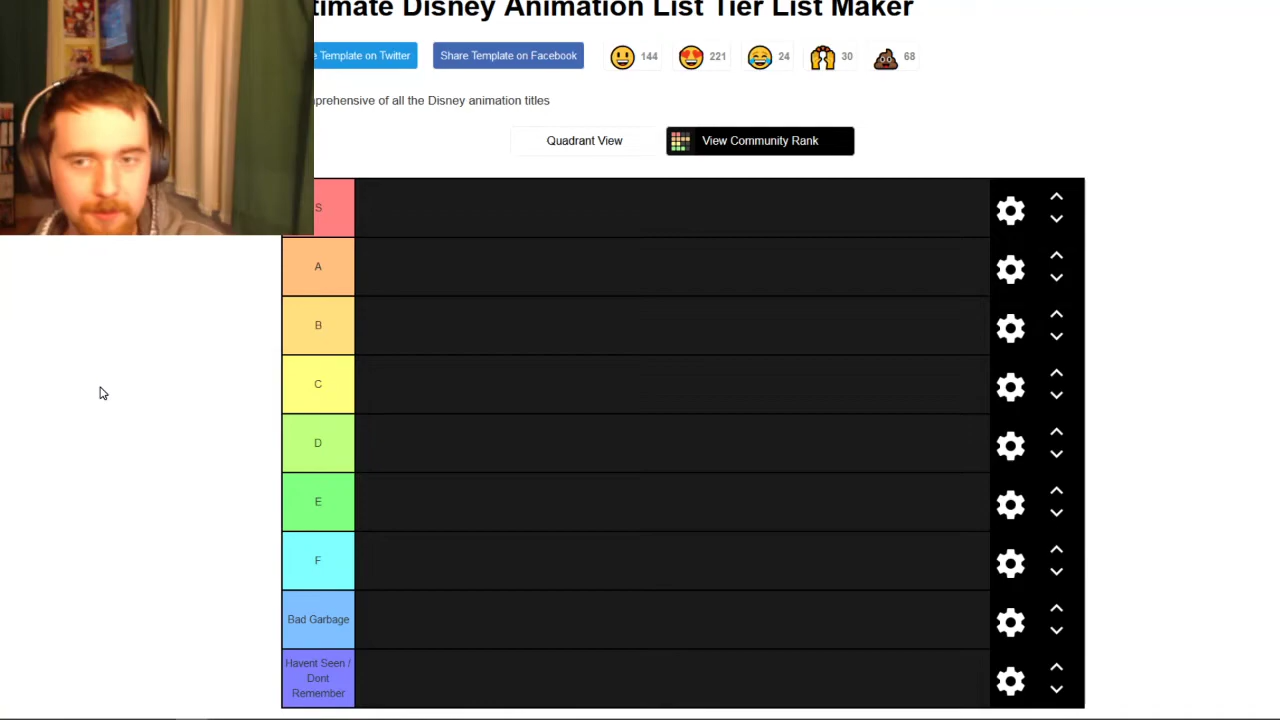 timate Disney Animation List Tier List Maker
Template on Twitter
Share Template on Facebook
144
221
24
30
68
prehensive of all the Disney animation titles
Quadrant View
View Community Rank
S
A
B
C
D
E
F
Bad Garbage
Havent Seen /
Dont
Remember